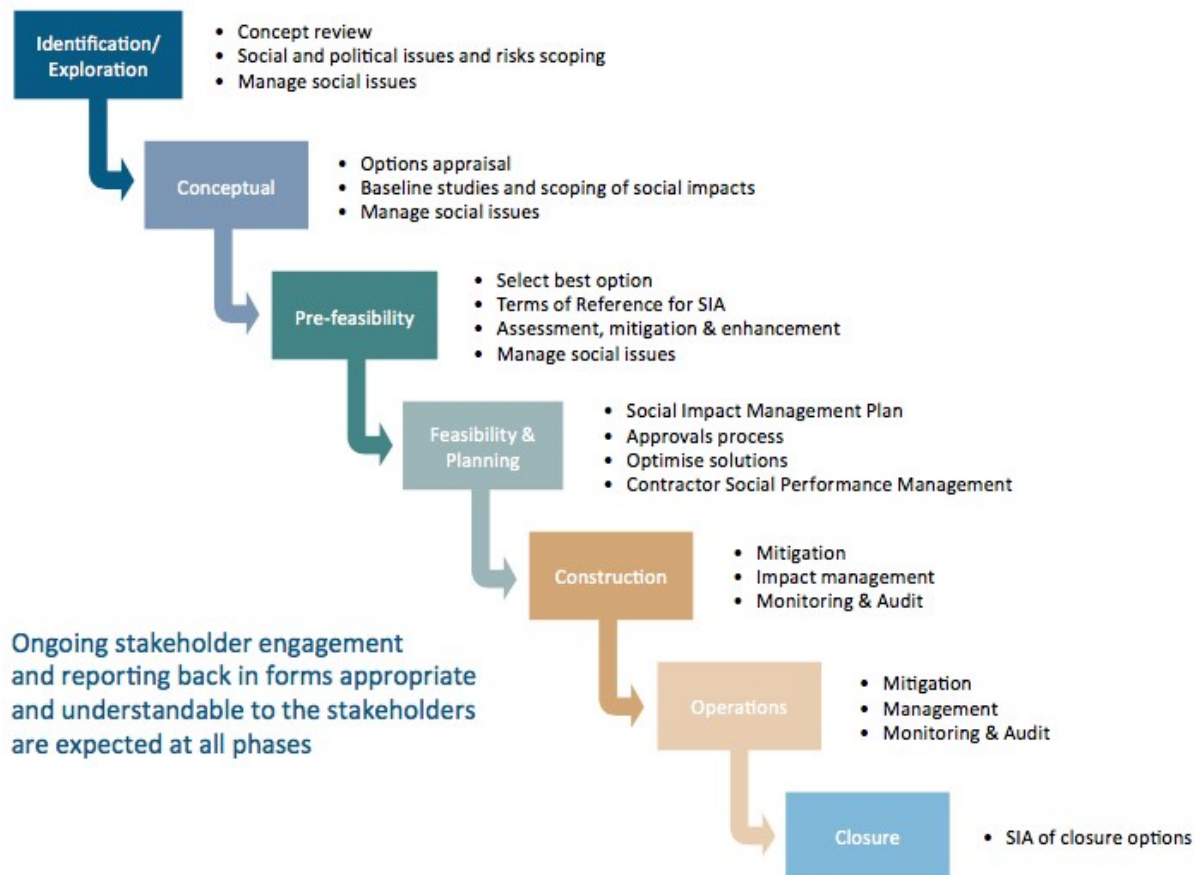 Identification/
Exploration
• Concept review
• Social and political issues and risks scoping
• Manage social issues
Conceptual
• Options appraisal
• Baseline studies and scoping of social impacts
• Manage social issues
Pre-feasibility
• Select best option
• Terms of Reference for SIA
• Assessment, mitigation & enhancement
• Manage social issues
Feasibility &
Planning
• Social Impact Management Plan
• Approvals process
• Optimise solutions
• Contractor Social Performance Management
Construction
• Mitigation
• Impact management
• Monitoring & Audit
Ongoing stakeholder engagement
and reporting back in forms appropriate
and understandable to the stakeholders
are expected at all phases
Operations
• Mitigation
• Management
• Monitoring & Audit
Closure
• SIA of closure options